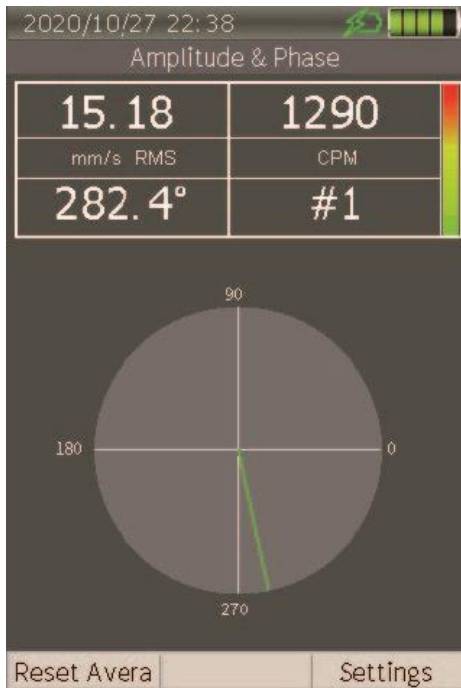 2020/10/27 22:38
Amplitude & Phase
15.18 1290
mm/s RMS CPM
282.4° #1
90
180 0
270
Reset Avera Settings